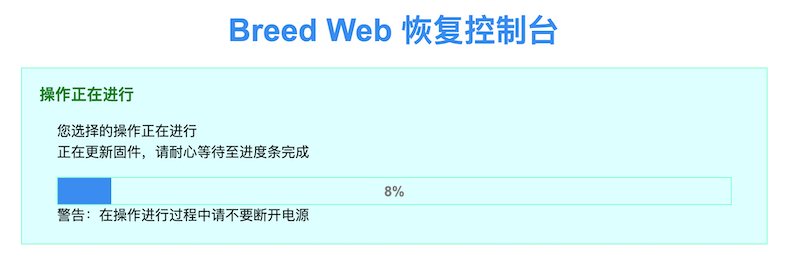 Breed Web 恢复控制台
操作正在进行
您选择的操作正在进行
正在更新固件，请耐心等待至进度条完成
8%
警告：在操作进行过程中请不要断开电源